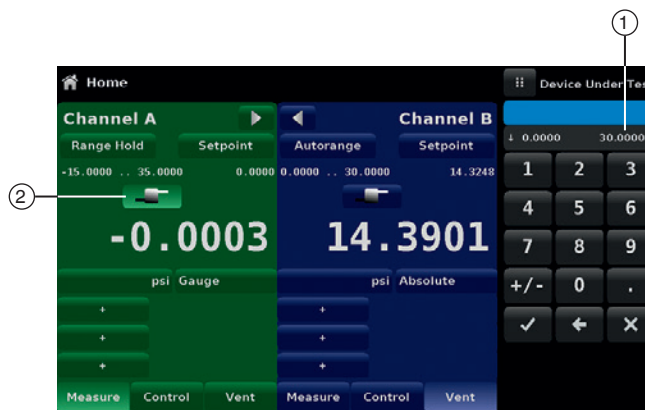 1
Home
Device Under Tes
Channel A
Channel B
Range Hold Setpoint Autorange Setpoint
↓ 0.0000 30.0000
-15.0000 .. 35.0000 0.0000 0.0000 .. 30.0000 14.3248
1 2 3
2
4 5 6
-0.0003 14.3901
7 8 9
psi Gauge psi Absolute
+/- 0 .
+ +
+ +
+ +
Measure Control Vent Measure Control Vent